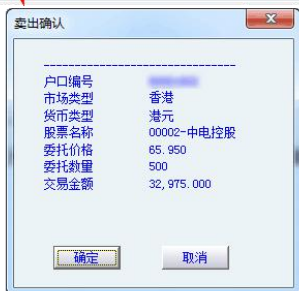 卖出确认
--------------------------------
户口编号
市场类型 香港
货币类型 港元
股票名称 00002-中电控股
委托价格 65.950
委托数量 500
交易金额 32,975.000
确定 取消